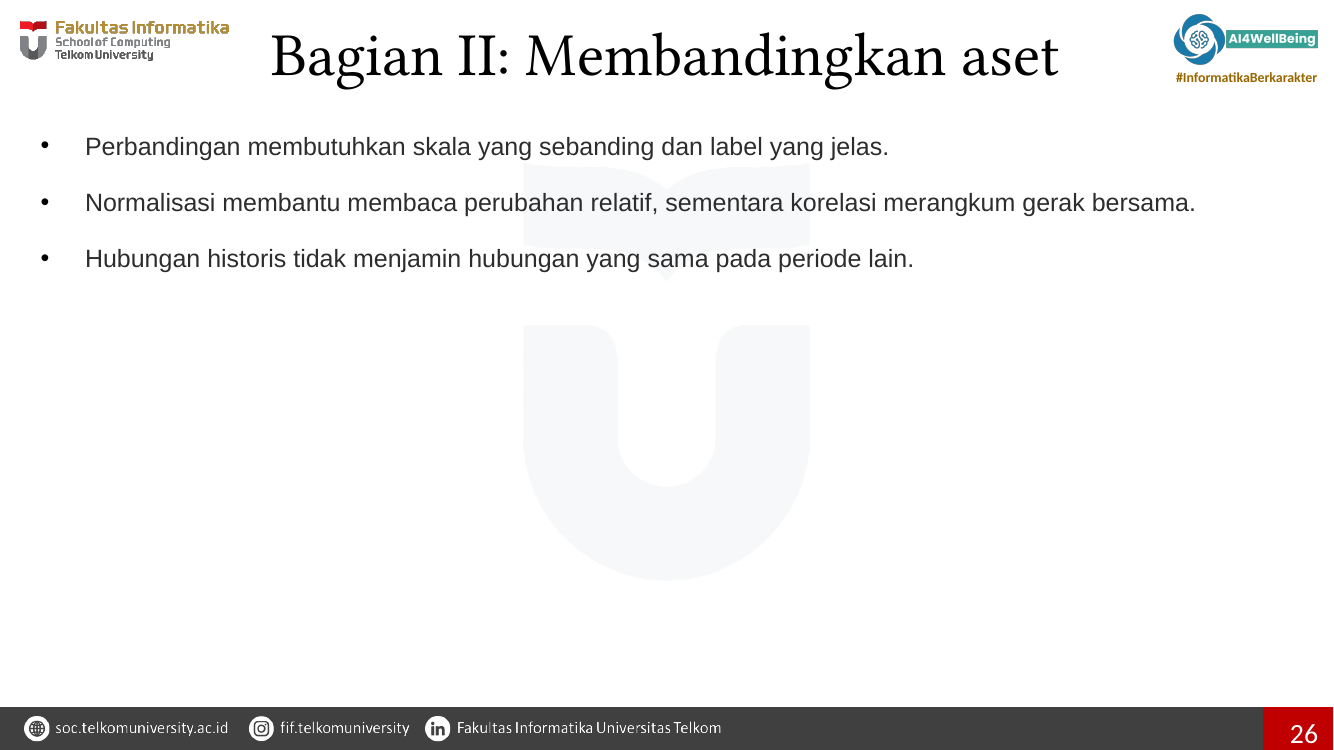 Fakultas Informatika
School of Computing
Telkom University
Bagian II: Membandingkan aset
AI4WellBeing
#InformatikaBerkarakter
• Perbandingan membutuhkan skala yang sebanding dan label yang jelas.
• Normalisasi membantu membaca perubahan relatif, sementara korelasi merangkum gerak bersama.
• Hubungan historis tidak menjamin hubungan yang sama pada periode lain.
soc.telkomuniversity.ac.id fif.telkomuniversity Fakultas Informatika Universitas Telkom
26